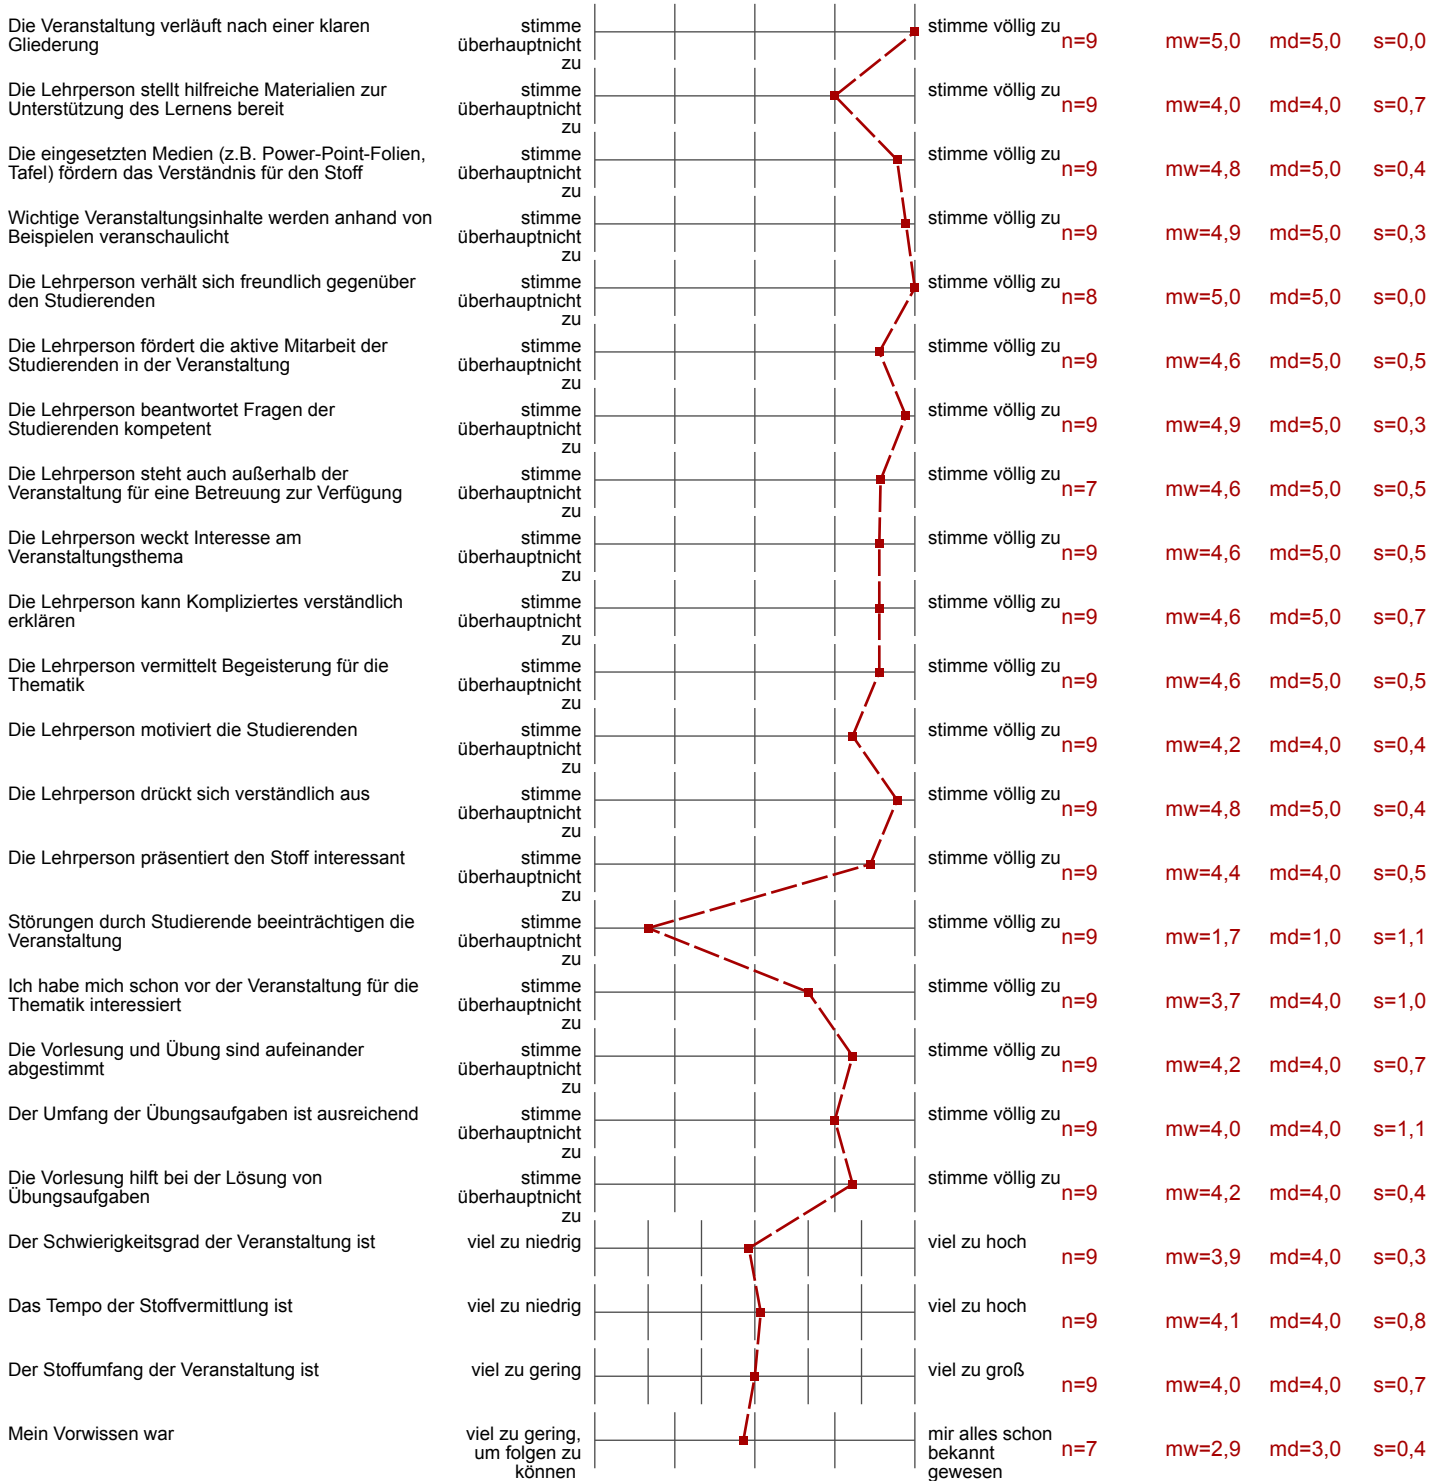 Die Veranstaltung verläuft nach einer klaren
Gliederung
stimme
überhauptnicht
zu
stimme völlig zu
n=9 mw=5,0 md=5,0 s=0,0
Die Lehrperson stellt hilfreiche Materialien zur
Unterstützung des Lernens bereit
stimme
überhauptnicht
zu
stimme völlig zu
n=9 mw=4,0 md=4,0 s=0,7
Die eingesetzten Medien (z.B. Power-Point-Folien,
Tafel) fördern das Verständnis für den Stoff
stimme
überhauptnicht
zu
stimme völlig zu
n=9 mw=4,8 md=5,0 s=0,4
Wichtige Veranstaltungsinhalte werden anhand von
Beispielen veranschaulicht
stimme
überhauptnicht
zu
stimme völlig zu
n=9 mw=4,9 md=5,0 s=0,3
Die Lehrperson verhält sich freundlich gegenüber
den Studierenden
stimme
überhauptnicht
zu
stimme völlig zu
n=8 mw=5,0 md=5,0 s=0,0
Die Lehrperson fördert die aktive Mitarbeit der
Studierenden in der Veranstaltung
stimme
überhauptnicht
zu
stimme völlig zu
n=9 mw=4,6 md=5,0 s=0,5
Die Lehrperson beantwortet Fragen der
Studierenden kompetent
stimme
überhauptnicht
zu
stimme völlig zu
n=9 mw=4,9 md=5,0 s=0,3
Die Lehrperson steht auch außerhalb der
Veranstaltung für eine Betreuung zur Verfügung
stimme
überhauptnicht
zu
stimme völlig zu
n=7 mw=4,6 md=5,0 s=0,5
Die Lehrperson weckt Interesse am
Veranstaltungsthema
stimme
überhauptnicht
zu
stimme völlig zu
n=9 mw=4,6 md=5,0 s=0,5
Die Lehrperson kann Kompliziertes verständlich
erklären
stimme
überhauptnicht
zu
stimme völlig zu
n=9 mw=4,6 md=5,0 s=0,7
Die Lehrperson vermittelt Begeisterung für die
Thematik
stimme
überhauptnicht
zu
stimme völlig zu
n=9 mw=4,6 md=5,0 s=0,5
Die Lehrperson motiviert die Studierenden
stimme
überhauptnicht
zu
stimme völlig zu
n=9 mw=4,2 md=4,0 s=0,4
Die Lehrperson drückt sich verständlich aus
stimme
überhauptnicht
zu
stimme völlig zu
n=9 mw=4,8 md=5,0 s=0,4
Die Lehrperson präsentiert den Stoff interessant
stimme
überhauptnicht
zu
stimme völlig zu
n=9 mw=4,4 md=4,0 s=0,5
Störungen durch Studierende beeinträchtigen die
Veranstaltung
stimme
überhauptnicht
zu
stimme völlig zu
n=9 mw=1,7 md=1,0 s=1,1
Ich habe mich schon vor der Veranstaltung für die
Thematik interessiert
stimme
überhauptnicht
zu
stimme völlig zu
n=9 mw=3,7 md=4,0 s=1,0
Die Vorlesung und Übung sind aufeinander
abgestimmt
stimme
überhauptnicht
zu
stimme völlig zu
n=9 mw=4,2 md=4,0 s=0,7
Der Umfang der Übungsaufgaben ist ausreichend
stimme
überhauptnicht
zu
stimme völlig zu
n=9 mw=4,0 md=4,0 s=1,1
Die Vorlesung hilft bei der Lösung von
Übungsaufgaben
stimme
überhauptnicht
zu
stimme völlig zu
n=9 mw=4,2 md=4,0 s=0,4
Der Schwierigkeitsgrad der Veranstaltung ist
viel zu niedrig
viel zu hoch
n=9 mw=3,9 md=4,0 s=0,3
Das Tempo der Stoffvermittlung ist
viel zu niedrig
viel zu hoch
n=9 mw=4,1 md=4,0 s=0,8
Der Stoffumfang der Veranstaltung ist
viel zu gering
viel zu groß
n=9 mw=4,0 md=4,0 s=0,7
Mein Vorwissen war
viel zu gering,
um folgen zu
können
mir alles schon
bekannt
gewesen
n=7 mw=2,9 md=3,0 s=0,4